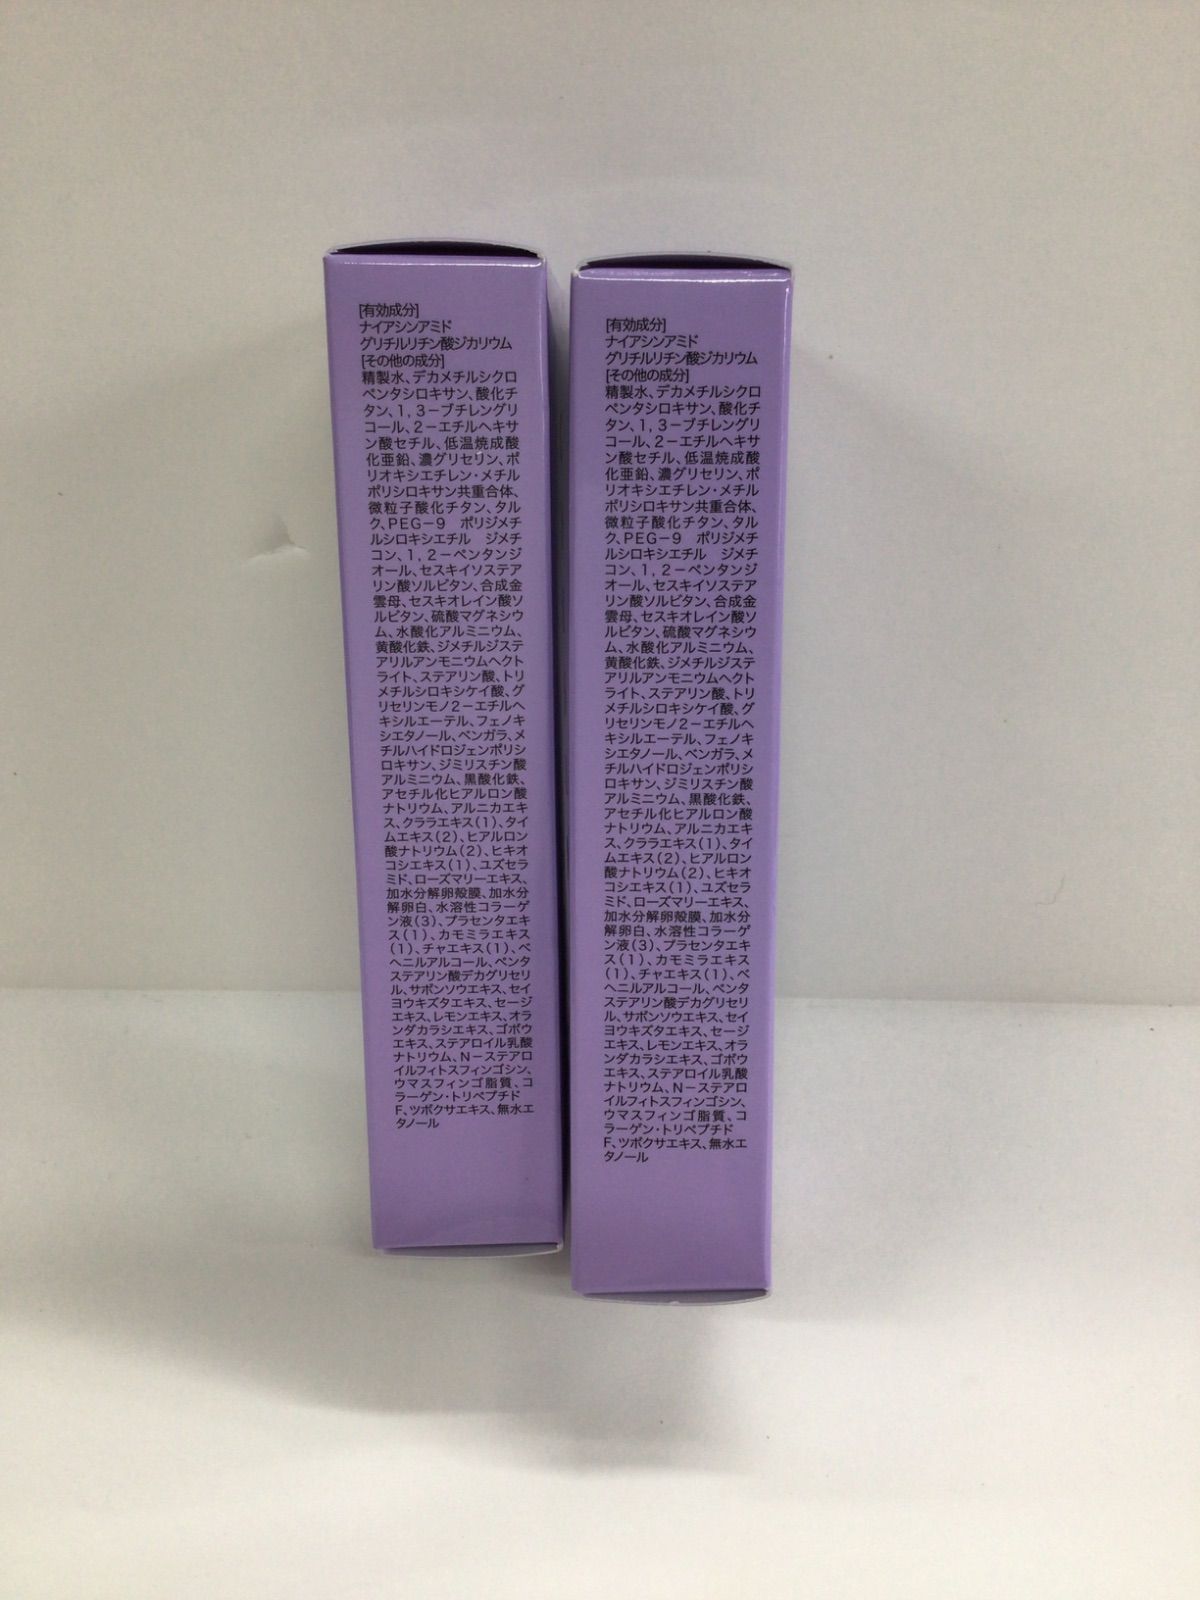 [有効成分]
ナイアシンアミド
グリチルリチン酸ジカリウム
[その他の成分]
精製水、デカメチルシクロ
ペンタシロキサン、酸化チ
タン、1，3－ブチレングリ
コール、2－エチルヘキサ
ン酸セチル、低温焼成酸
化亜鉛、濃グリセリン、ポ
リオキシエチレン・メチル
ポリシロキサン共重合体、
微粒子酸化チタン、タル
ク、PEG－9　ポリジメチ
ルシロキシエチル　ジメチ
コン、1，2－ペンタンジ
オール、セスキイソステア
リン酸ソルビタン、合成金
雲母、セスキオレイン酸ソ
ルビタン、硫酸マグネシウ
ム、水酸化アルミニウム、
黄酸化鉄、ジメチルジステ
アリルアンモニウムヘクト
ライト、ステアリン酸、トリ
メチルシロキシケイ酸、グ
リセリンモノ2－エチルヘ
キシルエーテル、フェノキ
シエタノール、ベンガラ、メ
チルハイドロジェンポリシ
ロキサン、ジミリスチン酸
アルミニウム、黒酸化鉄、
アセチル化ヒアルロン酸
ナトリウム、アルニカエキ
ス、クララエキス（1）、タイ
ムエキス（2）、ヒアルロン
酸ナトリウム（2）、ヒキオ
コシエキス（1）、ユズセラ
ミド、ローズマリーエキス、
加水分解卵殻膜、加水分
解卵白、水溶性コラーゲ
ン液（3）、プラセンタエキ
ス（1）、カモミラエキス
（1）、チャエキス（1）、ベ
ヘニルアルコール、ペンタ
ステアリン酸デカグリセリ
ル、サボンソウエキス、セイ
ヨウキズタエキス、セージ
エキス、レモンエキス、オラ
ンダカラシエキス、ゴボウ
エキス、ステアロイル乳酸
ナトリウム、N－ステアロ
イルフィトスフィンゴシン、
ウマスフィンゴ脂質、コ
ラーゲン・トリペプチド
F、ツボクサエキス、無水エ
タノール
[有効成分]
ナイアシンアミド
グリチルリチン酸ジカリウム
[その他の成分]
精製水、デカメチルシクロ
ペンタシロキサン、酸化チ
タン、1，3－ブチレングリ
コール、2－エチルヘキサ
ン酸セチル、低温焼成酸
化亜鉛、濃グリセリン、ポ
リオキシエチレン・メチル
ポリシロキサン共重合体、
微粒子酸化チタン、タル
ク、PEG－9　ポリジメチ
ルシロキシエチル　ジメチ
コン、1，2－ペンタンジ
オール、セスキイソステア
リン酸ソルビタン、合成金
雲母、セスキオレイン酸ソ
ルビタン、硫酸マグネシウ
ム、水酸化アルミニウム、
黄酸化鉄、ジメチルジステ
アリルアンモニウムヘクト
ライト、ステアリン酸、トリ
メチルシロキシケイ酸、グ
リセリンモノ2－エチルヘ
キシルエーテル、フェノキ
シエタノール、ベンガラ、メ
チルハイドロジェンポリシ
ロキサン、ジミリスチン酸
アルミニウム、黒酸化鉄、
アセチル化ヒアルロン酸
ナトリウム、アルニカエキ
ス、クララエキス（1）、タイ
ムエキス（2）、ヒアルロン
酸ナトリウム（2）、ヒキオ
コシエキス（1）、ユズセラ
ミド、ローズマリーエキス、
加水分解卵殻膜、加水分
解卵白、水溶性コラーゲ
ン液（3）、プラセンタエキ
ス（1）、カモミラエキス
（1）、チャエキス（1）、ベ
ヘニルアルコール、ペンタ
ステアリン酸デカグリセリ
ル、サボンソウエキス、セイ
ヨウキズタエキス、セージ
エキス、レモンエキス、オラ
ンダカラシエキス、ゴボウ
エキス、ステアロイル乳酸
ナトリウム、N－ステアロ
イルフィトスフィンゴシン、
ウマスフィンゴ脂質、コ
ラーゲン・トリペプチド
F、ツボクサエキス、無水エ
タノール